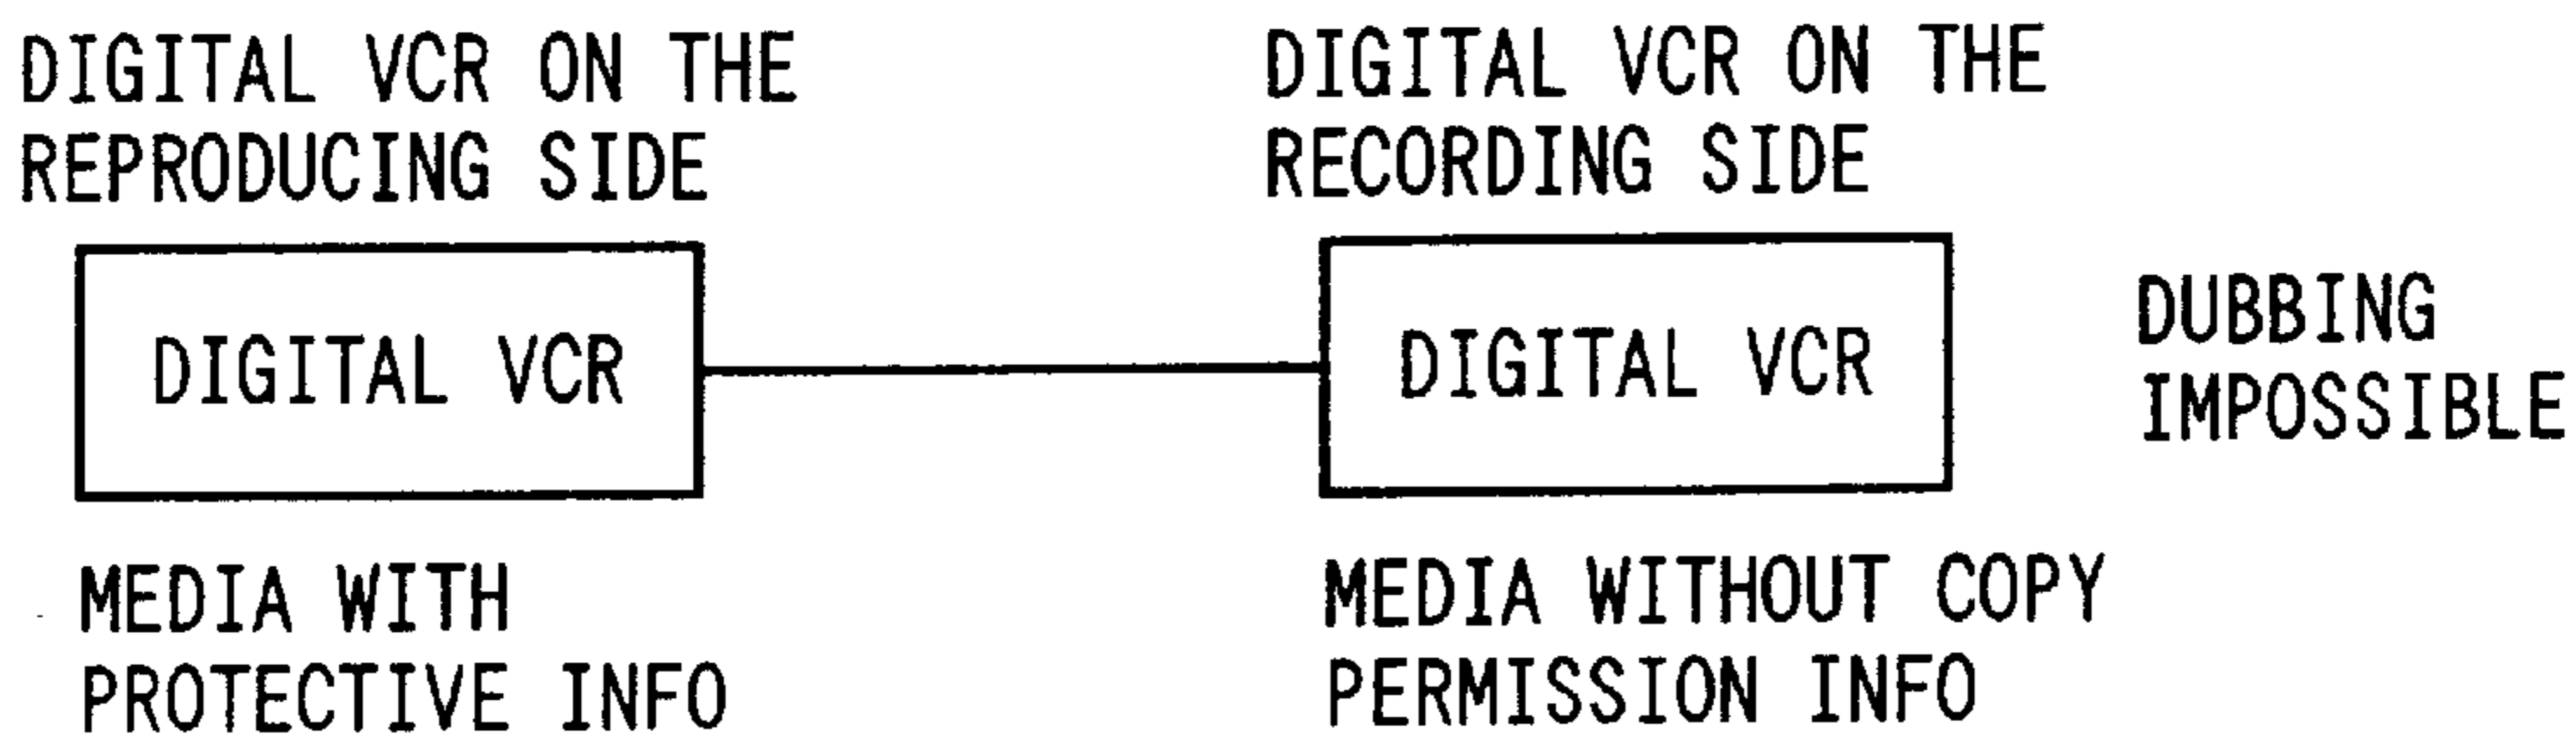 DIGITAL VCR ON THE
REPRODUCING SIDE
DIGITAL VCR
MEDIA WITH
PROTECTIVE INFO
DIGITAL VCR ON THE
RECORDING SIDE
DIGITAL VCR
MEDIA WITHOUT COPY
PERMISSION INFO
DUBBING
IMPOSSIBLE